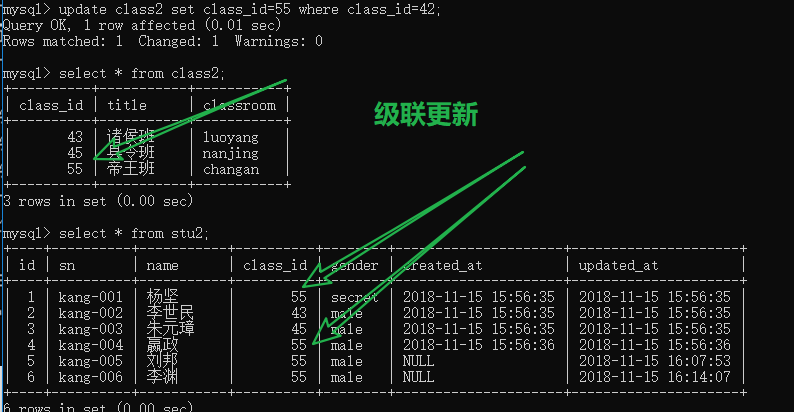 mysql> update class2 set class_id=55 where class_id=42;
Query OK, 1 row affected (0.01 sec)
Rows matched: 1  Changed: 1  Warnings: 0
mysql> select * from class2;
级联更新
| class_id | title | classroom |
| 43 | 诸侯班 | luoyang |
| 45 | 县令班 | nanjing |
| 55 | 帝王班 | changan |
3 rows in set (0.00 sec)
mysql> select * from stu2;
| id | sn | name | class_id | gender | created_at | updated_at |
| 1 | kang-001 | 杨坚 | 55 | secret | 2018-11-15 15:56:35 | 2018-11-15 15:56:35 |
| 2 | kang-002 | 李世民 | 43 | male | 2018-11-15 15:56:35 | 2018-11-15 15:56:35 |
| 3 | kang-003 | 朱元璋 | 45 | male | 2018-11-15 15:56:35 | 2018-11-15 15:56:35 |
| 4 | kang-004 | 嬴政 | 55 | male | 2018-11-15 15:56:36 | 2018-11-15 15:56:36 |
| 5 | kang-005 | 刘邦 | 55 | male | NULL | 2018-11-15 16:07:53 |
| 6 | kang-006 | 李渊 | 55 | male | NULL | 2018-11-15 16:14:07 |
6 rows in set (0.00 sec)